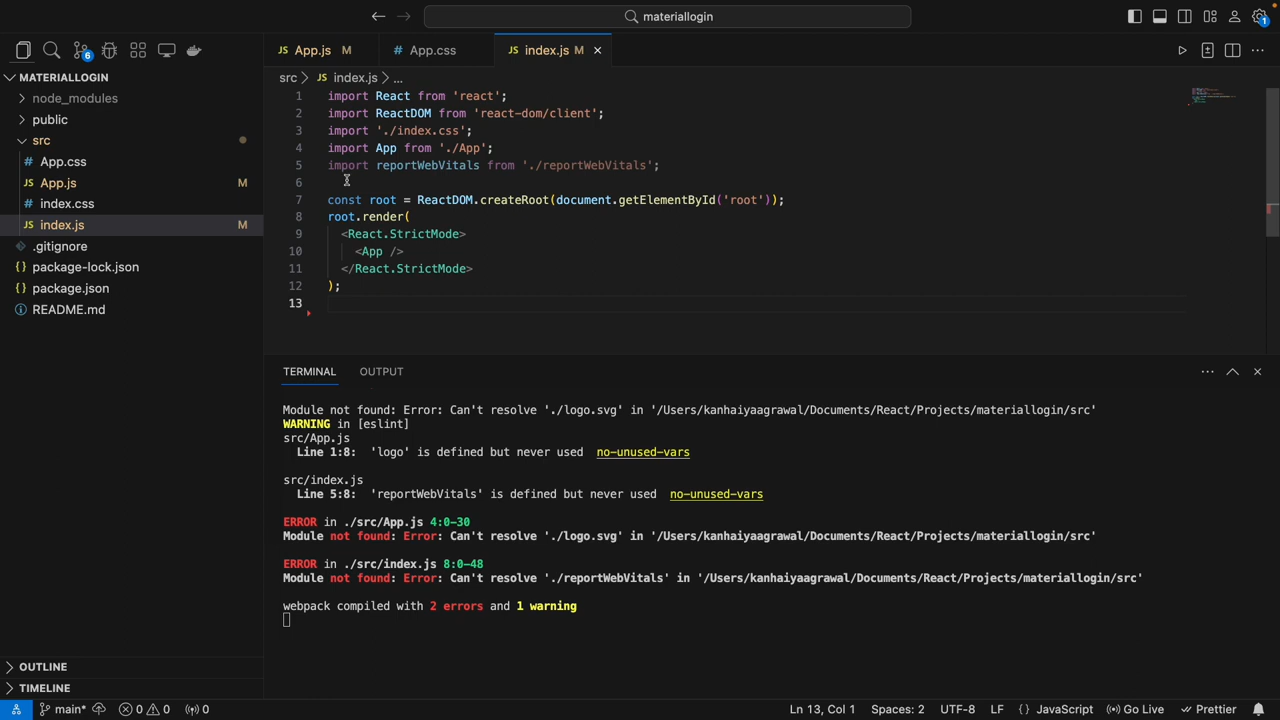 materiallogin
6
1
App.js M
App.css
JS index.js M
src JS index.js ...
MATERIALLOGIN
node_modules
public
src
# App.css
JS App.js M
# index.css
JS index.js M
.gitignore
{} package-lock.json
{} package.json
README.md
1 import React from 'react';
2 import ReactDOM from 'react-dom/client';
3 import './index.css';
4 import App from './App';
5 import reportWebVitals from './reportWebVitals';
6
7 const root = ReactDOM.createRoot(document.getElementById('root'));
8 root.render(
9 <React.StrictMode>
10 <App />
11 </React.StrictMode>
12 );
13
TERMINAL OUTPUT
Module not found: Error: Can't resolve './logo.svg' in '/Users/kanhaiyaagrawal/Documents/React/Projects/materiallogin/src'
WARNING in [eslint]
src/App.js
Line 1:8: 'logo' is defined but never used no-unused-vars
src/index.js
Line 5:8: 'reportWebVitals' is defined but never used no-unused-vars
ERROR in ./src/App.js 4:0-30
Module not found: Error: Can't resolve './logo.svg' in '/Users/kanhaiyaagrawal/Documents/React/Projects/materiallogin/src'
ERROR in ./src/index.js 8:0-48
Module not found: Error: Can't resolve './reportWebVitals' in '/Users/kanhaiyaagrawal/Documents/React/Projects/materiallogin/src'
webpack compiled with 2 errors and 1 warning
OUTLINE
TIMELINE
main* 0 0 0 Ln 13, Col 1 Spaces: 2 UTF-8 LF {} JavaScript Go Live Prettier